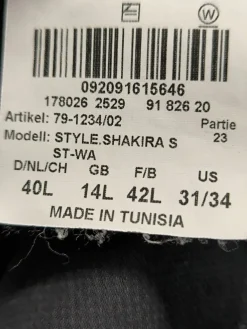 W
092091615646
178026 2529 91 826 20
Artikel: 79-1234/02 Partie
Modell: STYLE.SHAKIRA S 23
ST-WA
D/NL/CH GB F/B US
40L 14L 42L 31/34
MADE IN TUNISIA